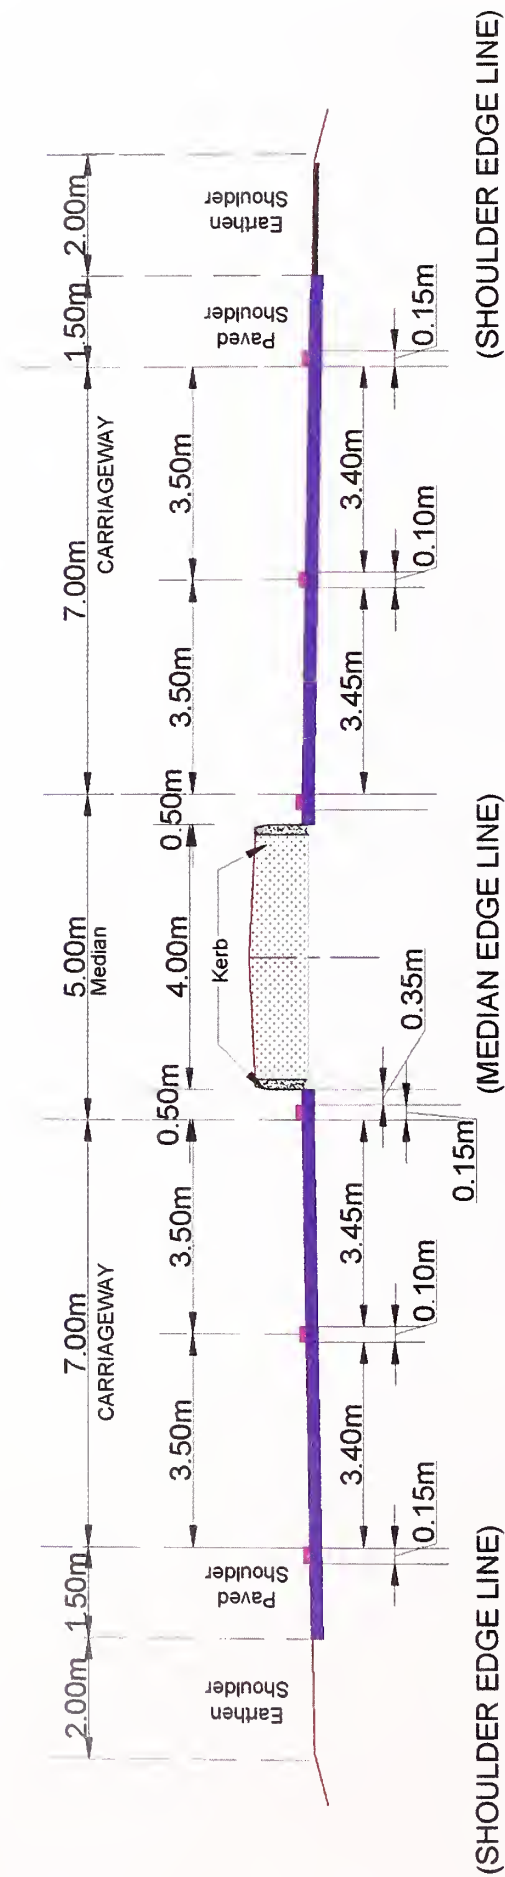 2.00m 1.50m 7.00m 5.00m 7.00m 1.50m 2.00m
CARRIAGEWAY Median CARRIAGEWAY
3.50m 3.50m 0.50m 4.00m 0.50m 3.50m 3.50m
Earthen
Shoulder
Paved
Shoulder
Kerb
Paved
Shoulder
Earthen
Shoulder
3.40m 3.45m 3.45m 3.40m
0.15m 0.10m 0.35m 0.10m 0.15m
0.15m
(SHOULDER EDGE LINE) (MEDIAN EDGE LINE) (SHOULDER EDGE LINE)